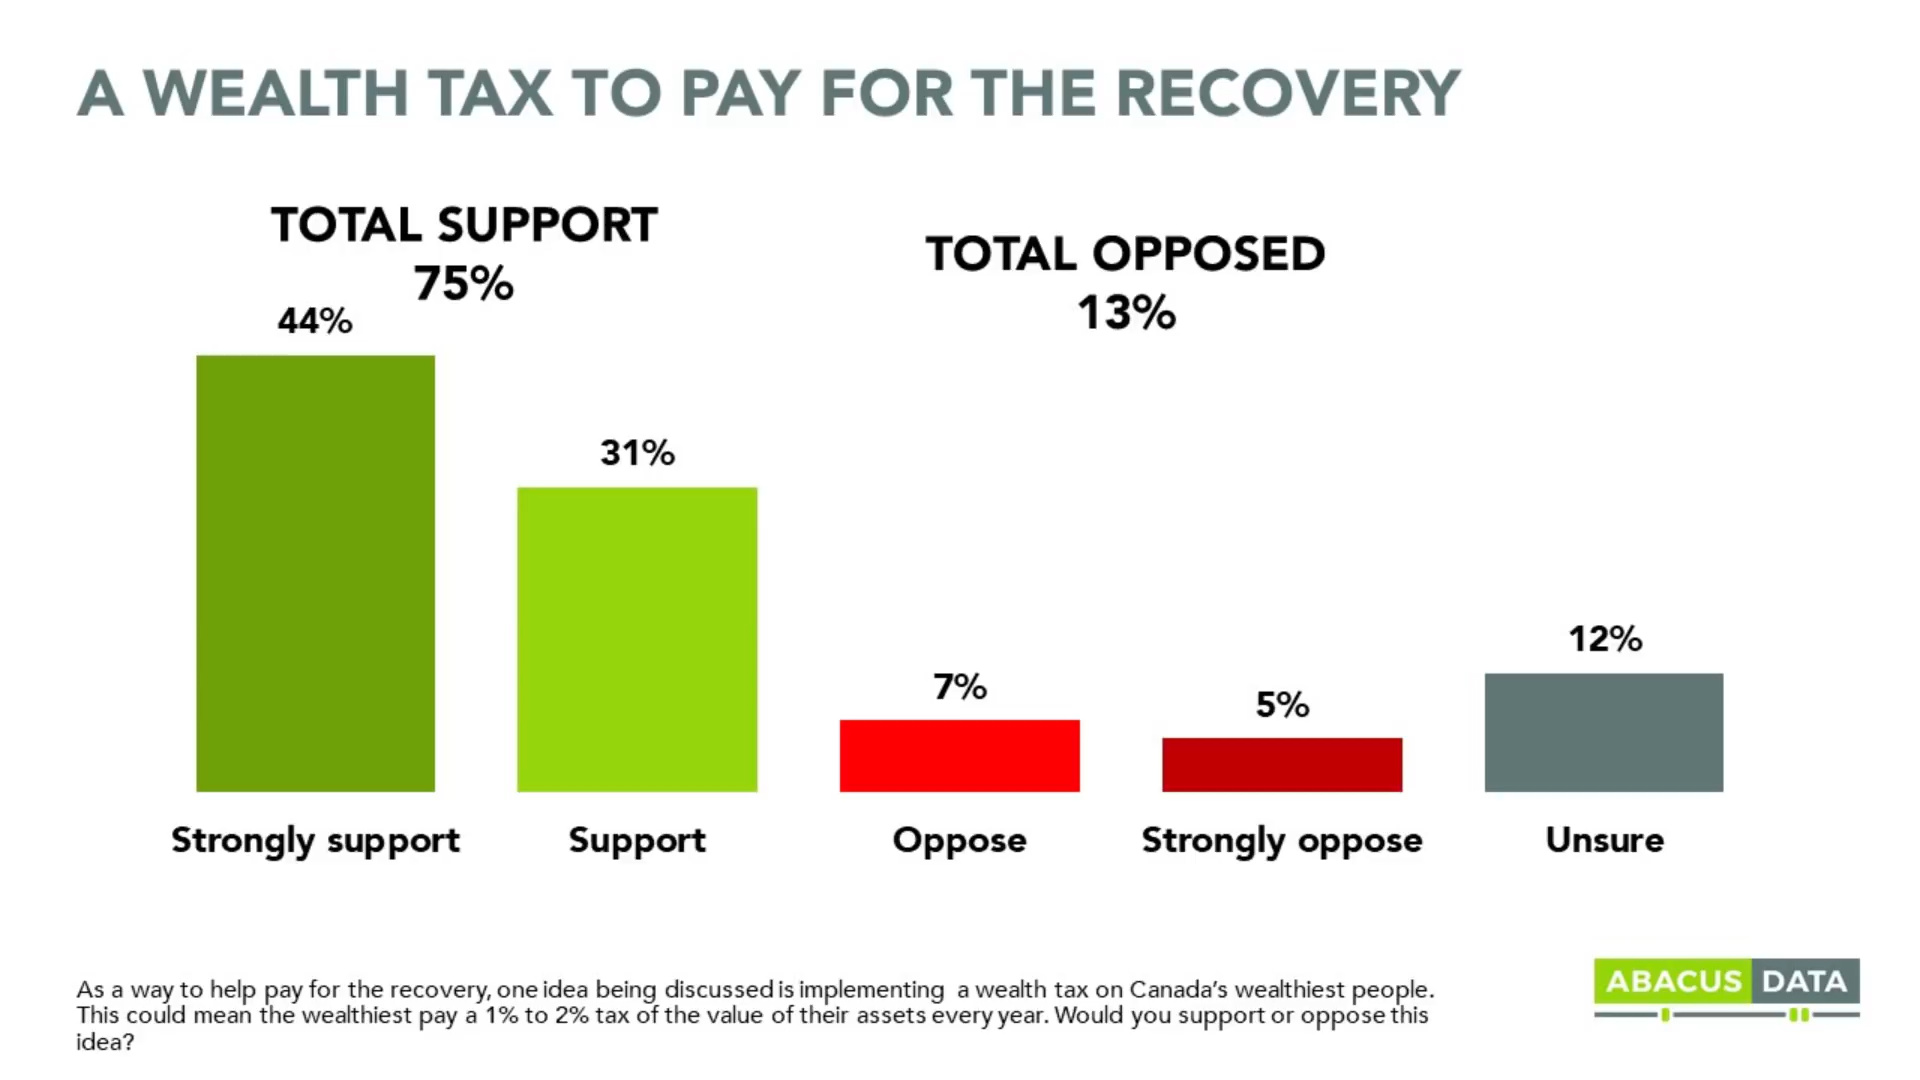 A WEALTH TAX TO PAY FOR THE RECOVERY
TOTAL SUPPORT
75%
TOTAL OPPOSED
13%
44%
31%
7%
5%
12%
Strongly support
Support
Oppose
Strongly oppose
Unsure
As a way to help pay for the recovery, one idea being discussed is implementing a wealth tax on Canada's wealthiest people.
This could mean the wealthiest pay a 1% to 2% tax of the value of their assets every year. Would you support or oppose this
idea?
ABACUS DATA